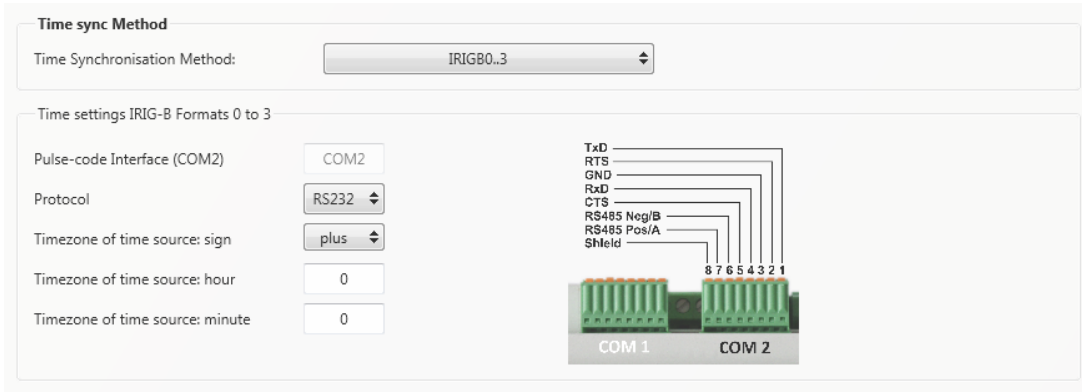 Time sync Method
Time Synchronisation Method: IRIGB0..3
Time settings IRIG-B Formats 0 to 3
Pulse-code Interface (COM2) COM2
Protocol RS232
Timezone of time source: sign plus
Timezone of time source: hour 0
Timezone of time source: minute 0
TxD
RTS
GND
RxD
CTS
RS485 Neg/B
RS485 Pos/A
Shield
8 7 6 5 4 3 2 1
COM 1 COM 2